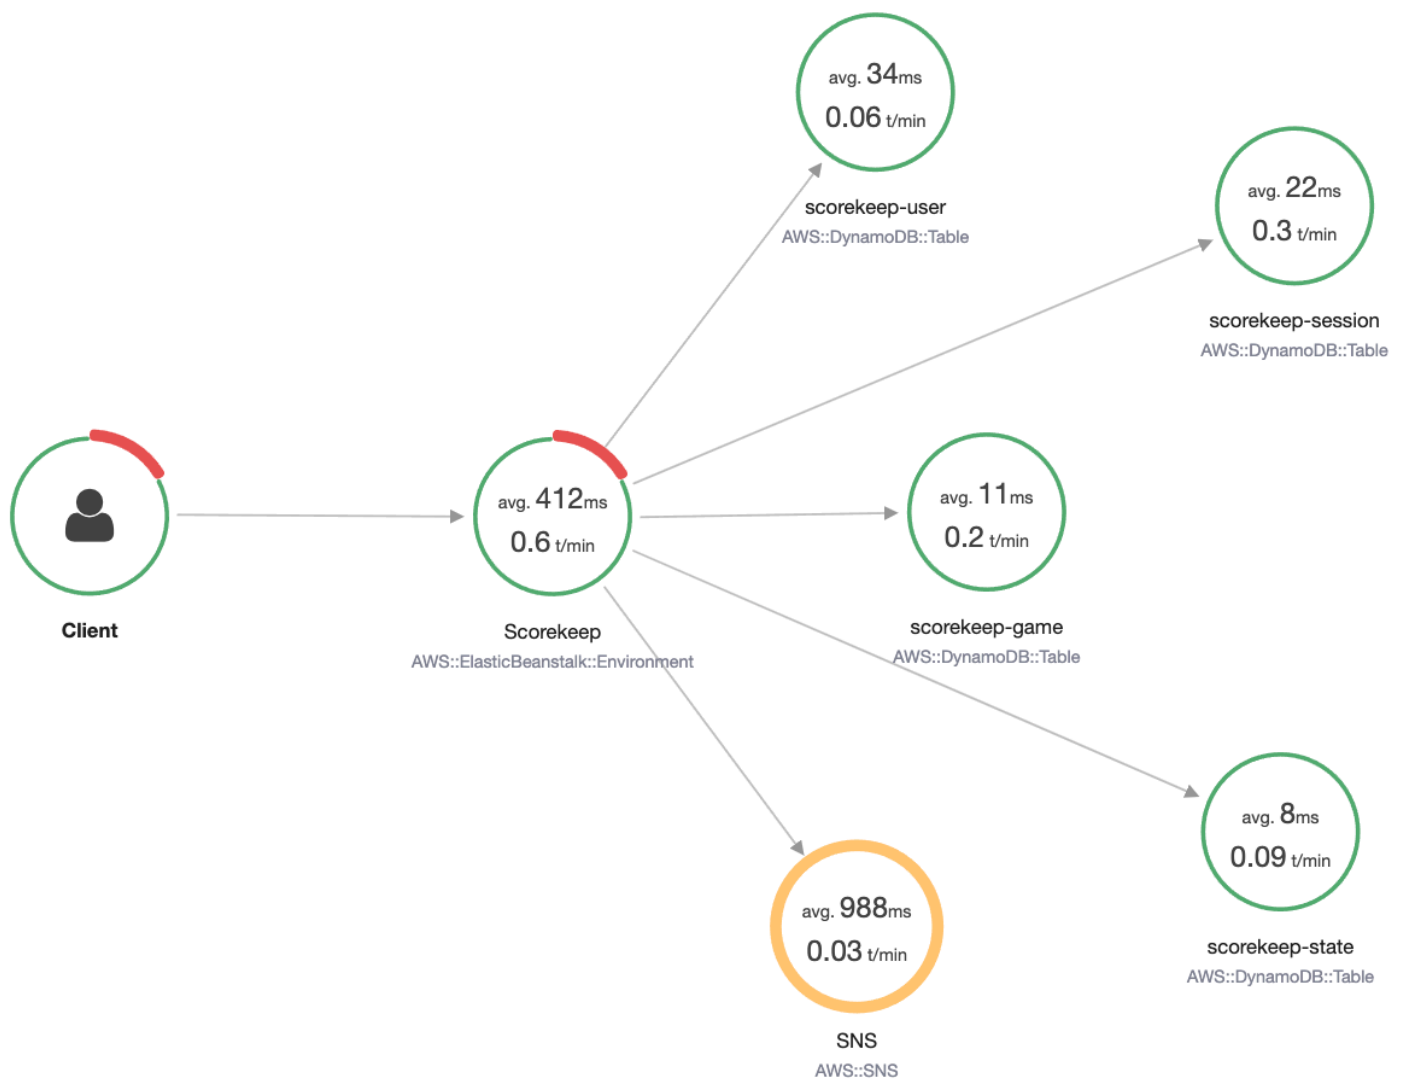 avg. 34ms
0.06 t/min
scorekeep-user
AWS::DynamoDB::Table
avg. 22ms
0.3 t/min
scorekeep-session
AWS::DynamoDB::Table
Client
avg. 412ms
0.6 t/min
Scorekeep
AWS::ElasticBeanstalk::Environment
avg. 11ms
0.2 t/min
scorekeep-game
AWS::DynamoDB::Table
avg. 8ms
0.09 t/min
scorekeep-state
AWS::DynamoDB::Table
avg. 988ms
0.03 t/min
SNS
AWS::SNS